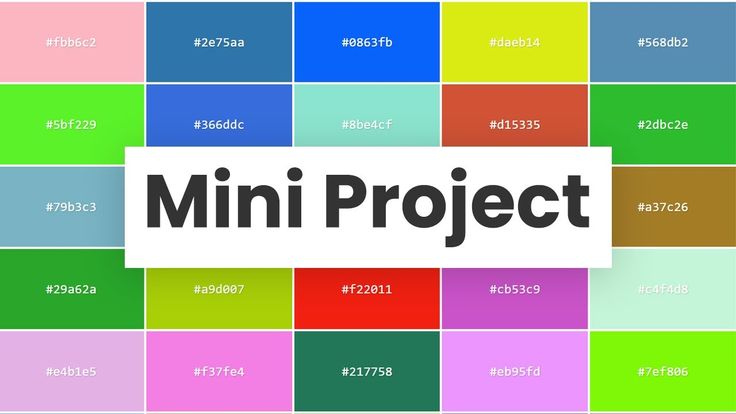 #fbb6c2 #2e75aa #0863fb #daeb14 #568db2
#5bf229 #366ddc #8be4cf #d15335 #2dbc2e
Mini Project
#79b3c3 #a37c26
#29a62a #a9d007 #f22011 #cb53c9 #c4f4d8
#e4b1e5 #f37fe4 #217758 #eb95fd #7ef806